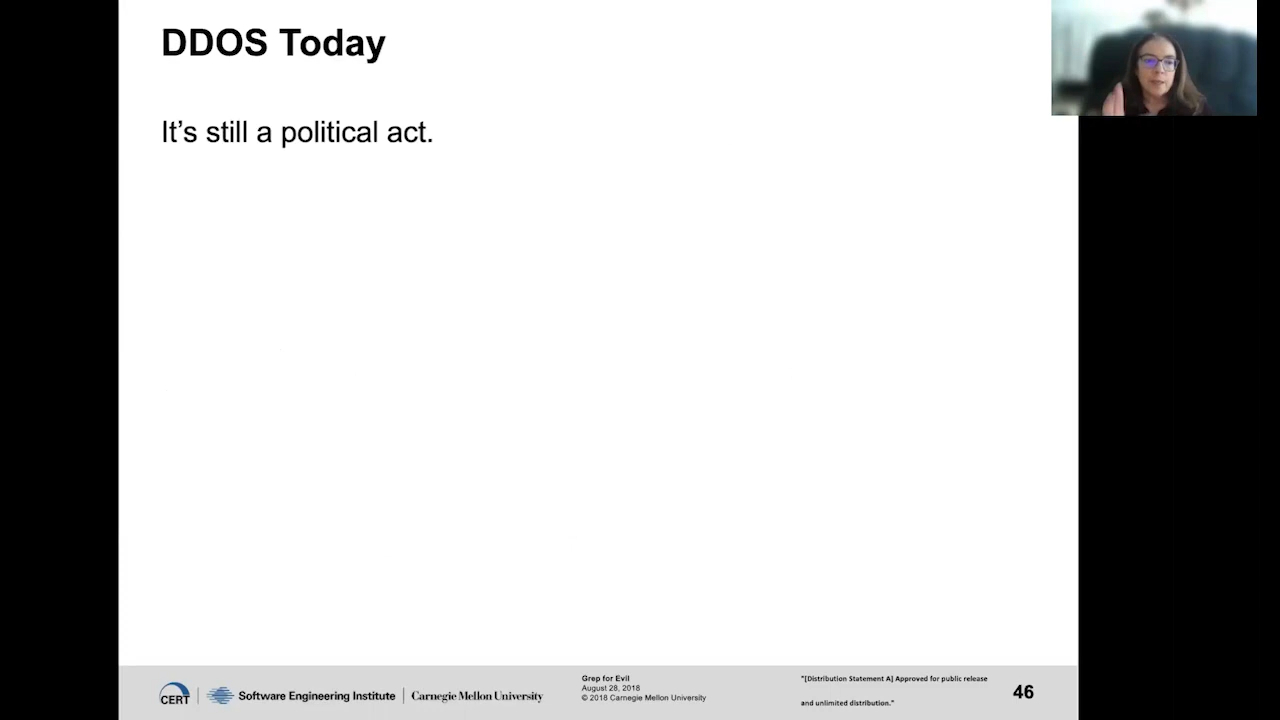 DDOS Today
It's still a political act.
CERT
Software Engineering Institute
Carnegie Mellon University
Grep for Evil
August 28, 2018
© 2018 Carnegie Mellon University
"[Distribution Statement A] Approved for public release
and unlimited distribution."
46